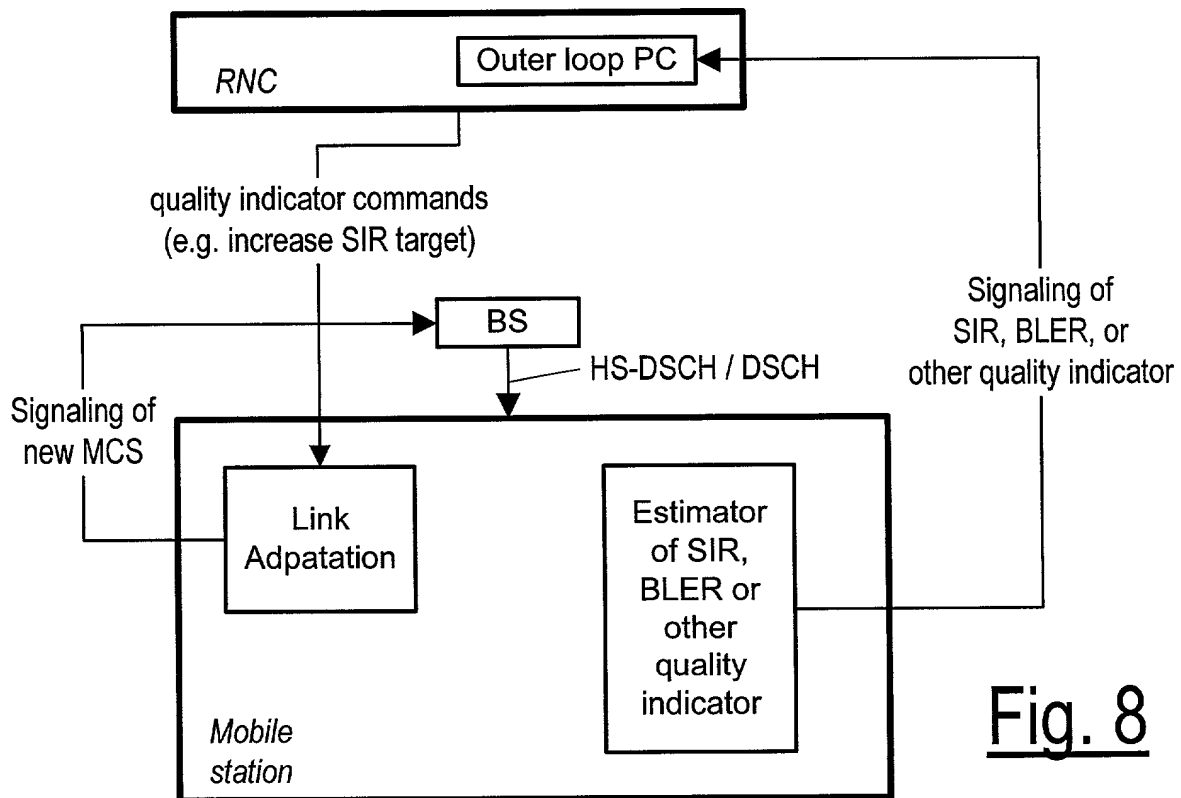 Outer loop PC
RNC
quality indicator commands
(e.g. increase SIR target)
Signaling of
SIR, BLER, or
other quality indicator
BS
HS-DSCH / DSCH
Signaling of
new MCS
Link
Adpatation
Estimator
of SIR,
BLER or
other
quality
indicator
Mobile
station
Fig. 8